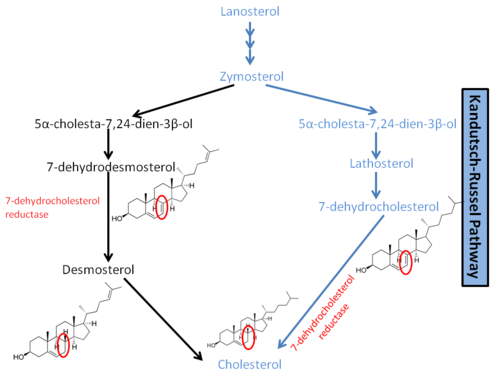 Lanosterol
Zymosterol
5α-cholesta-7,24-dien-3β-ol
5α-cholesta-7,24-dien-3β-ol
7-dehydrodesmosterol
Lathosterol
7-dehydrocholesterol
reductase
7-dehydrocholesterol
Kandutsch-Russel Pathway
H
H
HO
H
H
HO
Desmosterol
7-dehydrocholesterol
reductase
H
H
H
HO
H
H
H
HO
Cholesterol